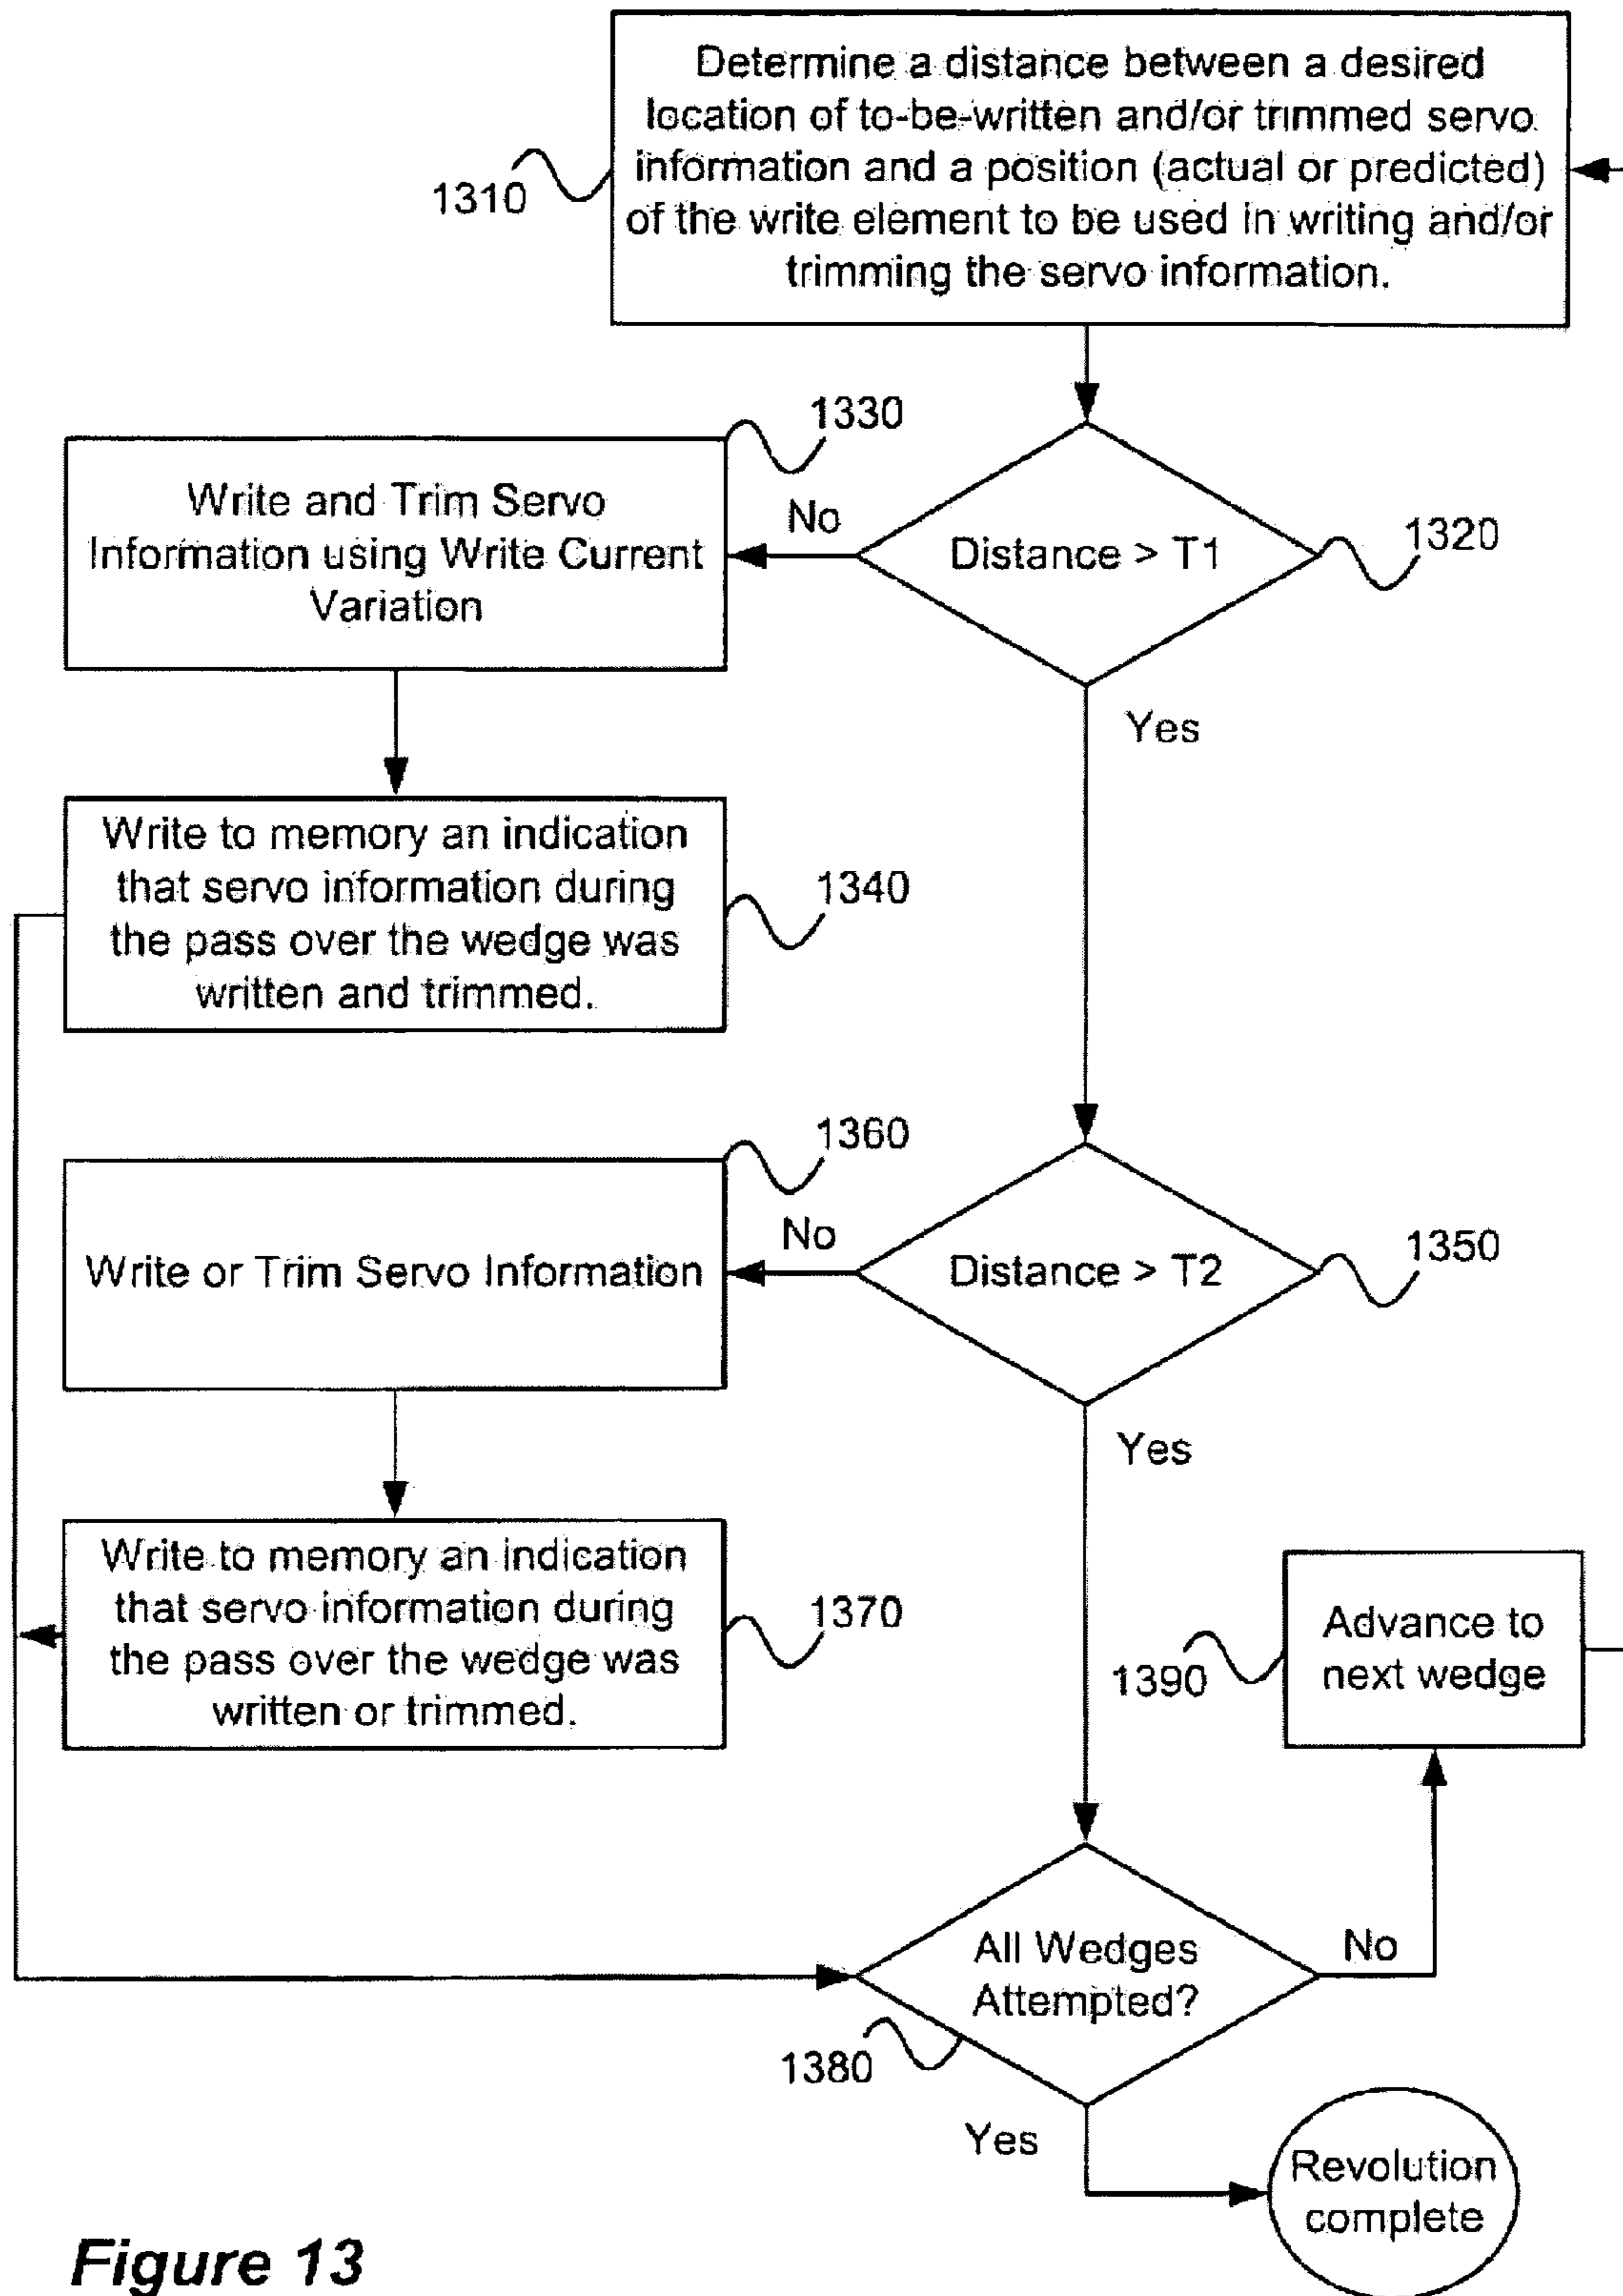 Determine a distance between a desired
location of to-be-written and/or trimmed servo
information and a position (actual or predicted)
of the write element to be used in writing and/or
trimming the servo information.
1310
1330
Write and Trim Servo
Information using Write Current
Variation
No
Distance > T1
1320
Yes
Write to memory an indication
that servo information during
the pass over the wedge was
written and trimmed.
1340
1360
Write or Trim Servo Information
No
Distance > T2
1350
Yes
Write to memory an indication
that servo information during
the pass over the wedge was
written or trimmed.
1370
Advance to
next wedge
1390
All Wedges
Attempted?
No
1380
Yes
Revolution
complete
Figure 13